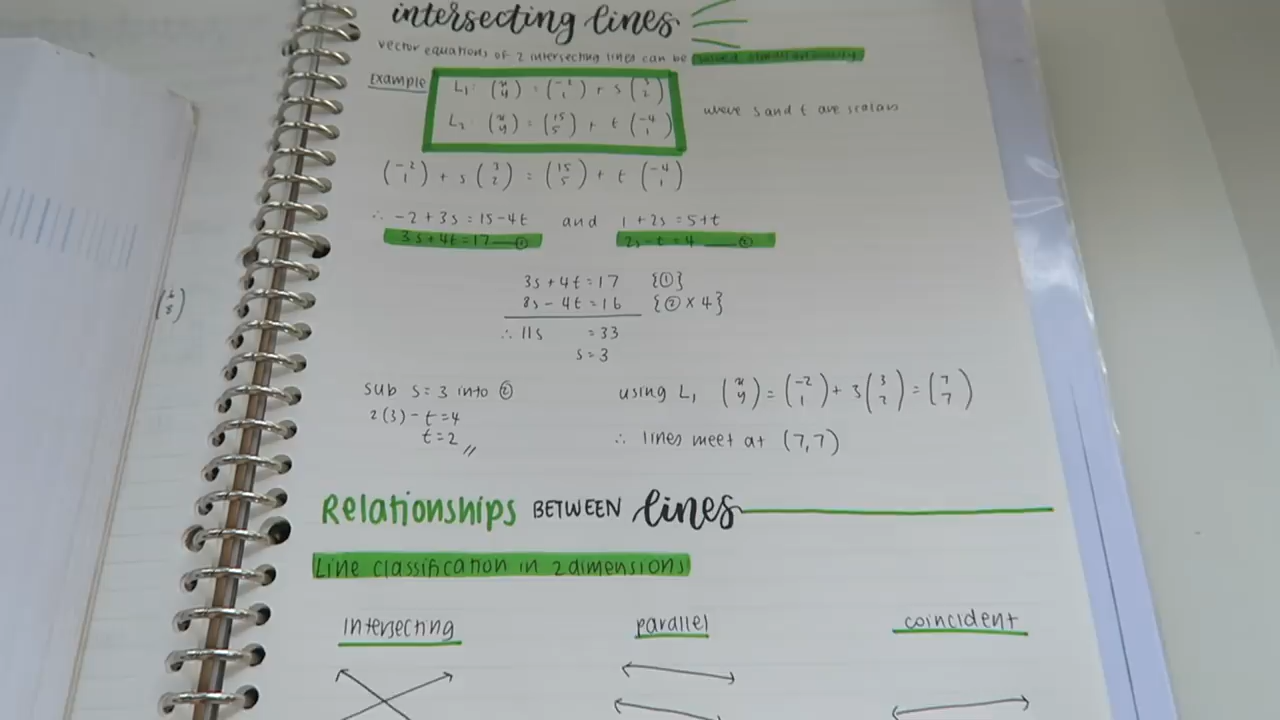 intersecting lines
vector equations of 2 intersecting lines can be solved simultaneously
Example
L₁: (x y) = (-2 1) + s (3 2)
L₂: (x y) = (15 5) + t (-4 1)
where s and t are scalars
(-2 1) + s (3 2) = (15 5) + t (-4 1)
∴ -2+3s=15-4t and 1+2s=5+t
3s+4t=17 — ① 2s-t=4 — ②
3s+4t=17 {①}
8s-4t=16 {②×4}
∴ 11s =33
s=3
sub s=3 into ②
2(3)-t=4
t=2 //
using L₁ (x y) = (-2 1) + 3 (3 2) = (7 7)
∴ lines meet at (7,7)
Relationships BETWEEN lines
Line classification in 2 dimensions
intersecting parallel coincident